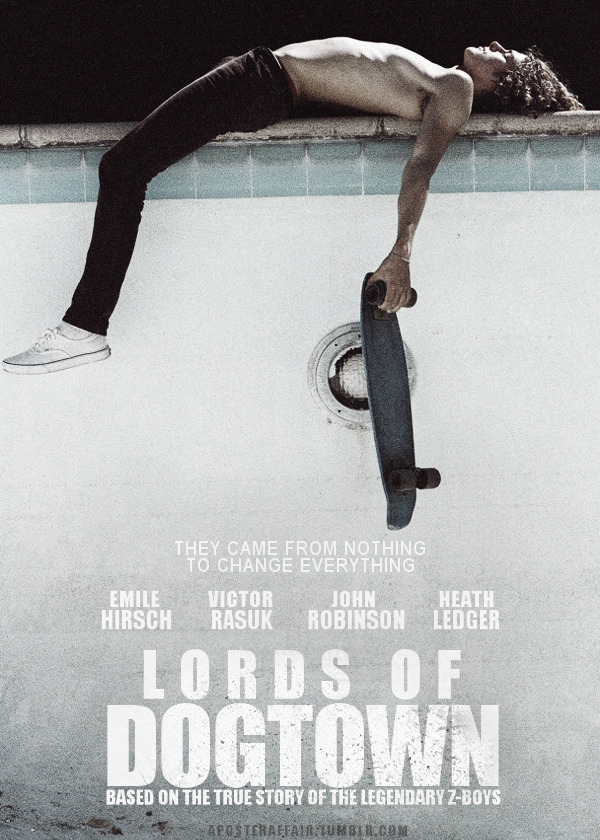 THEY CAME FROM NOTHING
TO CHANGE EVERYTHING
EMILE HIRSCH
VICTOR RASUK
JOHN ROBINSON
HEATH LEDGER
LORDS OF
DOGTOWN
BASED ON THE TRUE STORY OF THE LEGENDARY Z-BOYS
APOSTERAFFAIR.TUMBLR.COM